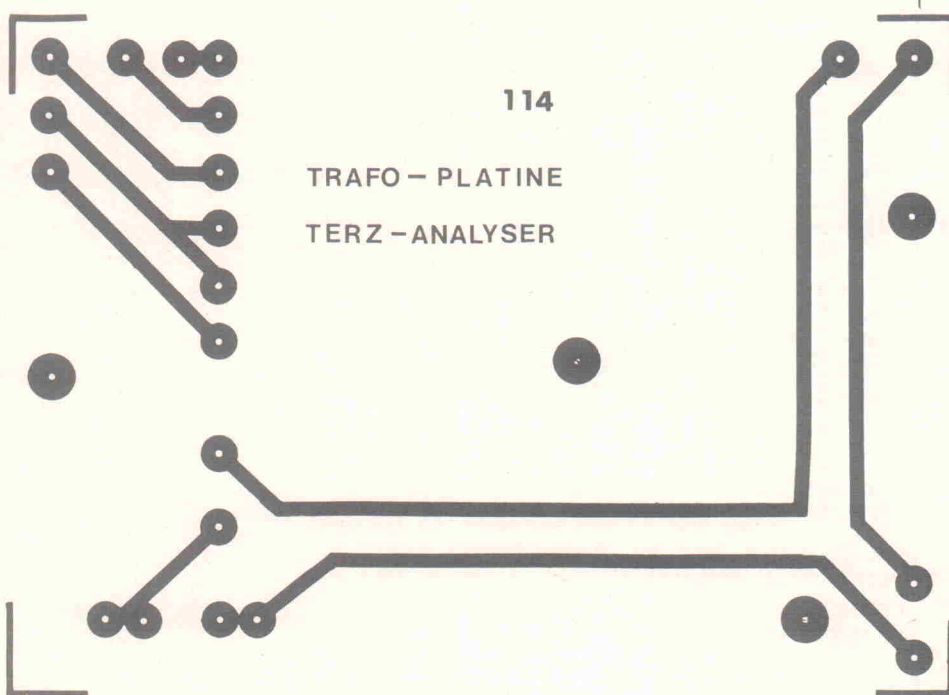 114
TRAFO – PLATINE
TERZ – ANALYSER